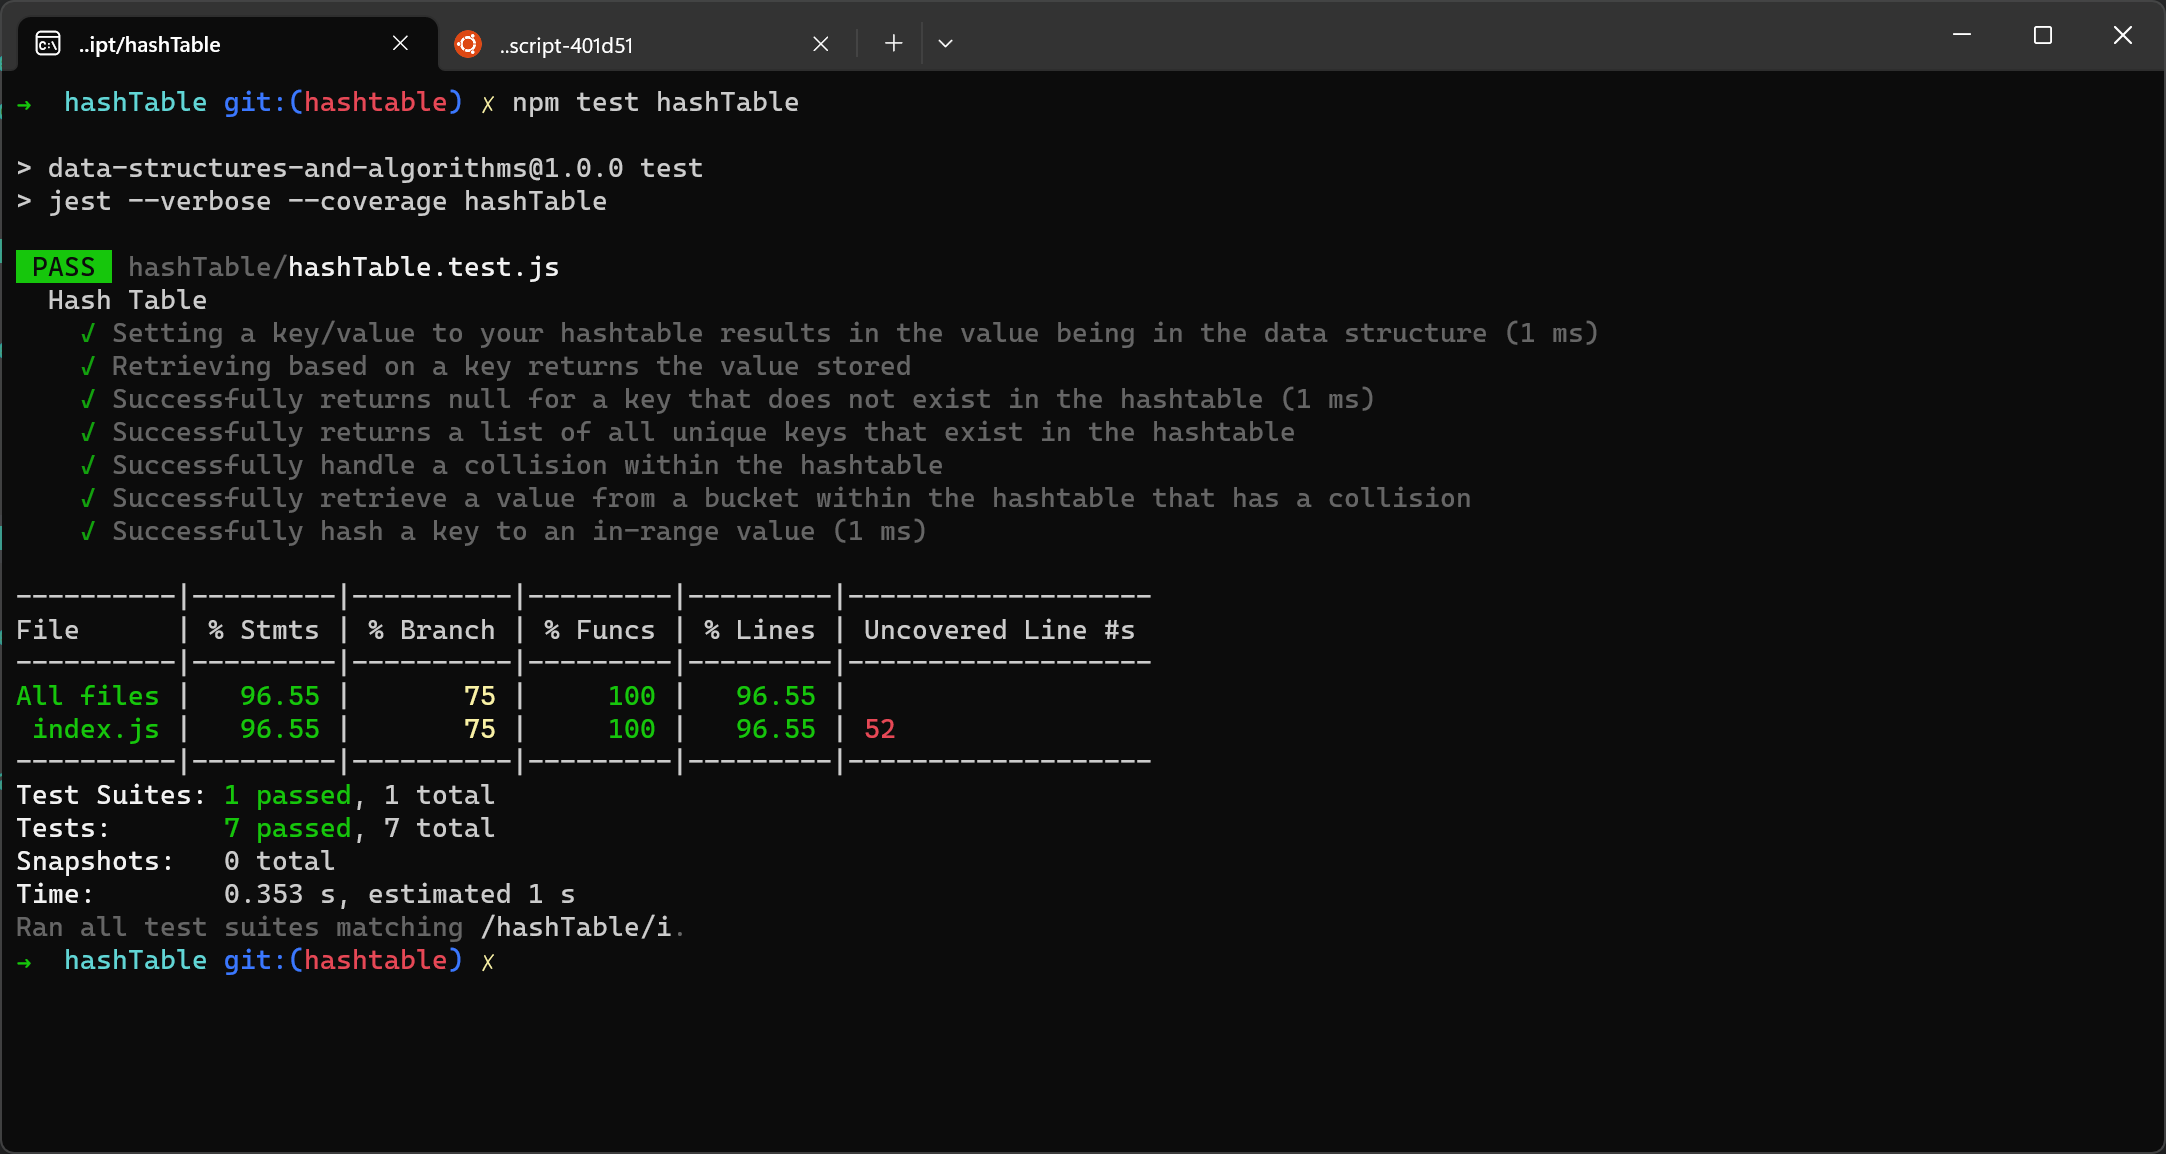 ..ipt/hashTable
..script-401d51
→  hashTable git:(hashtable) ✗ npm test hashTable
> data-structures-and-algorithms@1.0.0 test
> jest --verbose --coverage hashTable
PASS  hashTable/hashTable.test.js
  Hash Table
    √ Setting a key/value to your hashtable results in the value being in the data structure (1 ms)
    √ Retrieving based on a key returns the value stored
    √ Successfully returns null for a key that does not exist in the hashtable (1 ms)
    √ Successfully returns a list of all unique keys that exist in the hashtable
    √ Successfully handle a collision within the hashtable
    √ Successfully retrieve a value from a bucket within the hashtable that has a collision
    √ Successfully hash a key to an in-range value (1 ms)
----------|---------|----------|---------|---------|-------------------
File      | % Stmts | % Branch | % Funcs | % Lines | Uncovered Line #s
----------|---------|----------|---------|---------|-------------------
All files |   96.55 |       75 |     100 |   96.55 |
 index.js |   96.55 |       75 |     100 |   96.55 | 52
----------|---------|----------|---------|---------|-------------------
Test Suites: 1 passed, 1 total
Tests:       7 passed, 7 total
Snapshots:   0 total
Time:        0.353 s, estimated 1 s
Ran all test suites matching /hashTable/i.
→  hashTable git:(hashtable) ✗